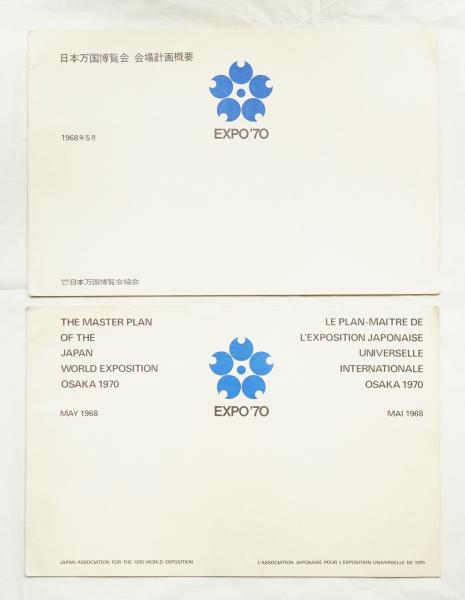 日本万国博覧会 会場計画概要
EXPO'70
1968年5月
日本万国博覧会協会
THE MASTER PLAN
OF THE
JAPAN
WORLD EXPOSITION
OSAKA 1970
MAY 1968
LE PLAN-MAITRE DE
L'EXPOSITION JAPONAISE
UNIVERSELLE
INTERNATIONALE
OSAKA 1970
MAI 1968
EXPO'70
JAPAN ASSOCIATION FOR THE 1970 WORLD EXPOSITION
L'ASSOCIATION JAPONAISE POUR L'EXPOSITION UNIVERSELLE DE 1970